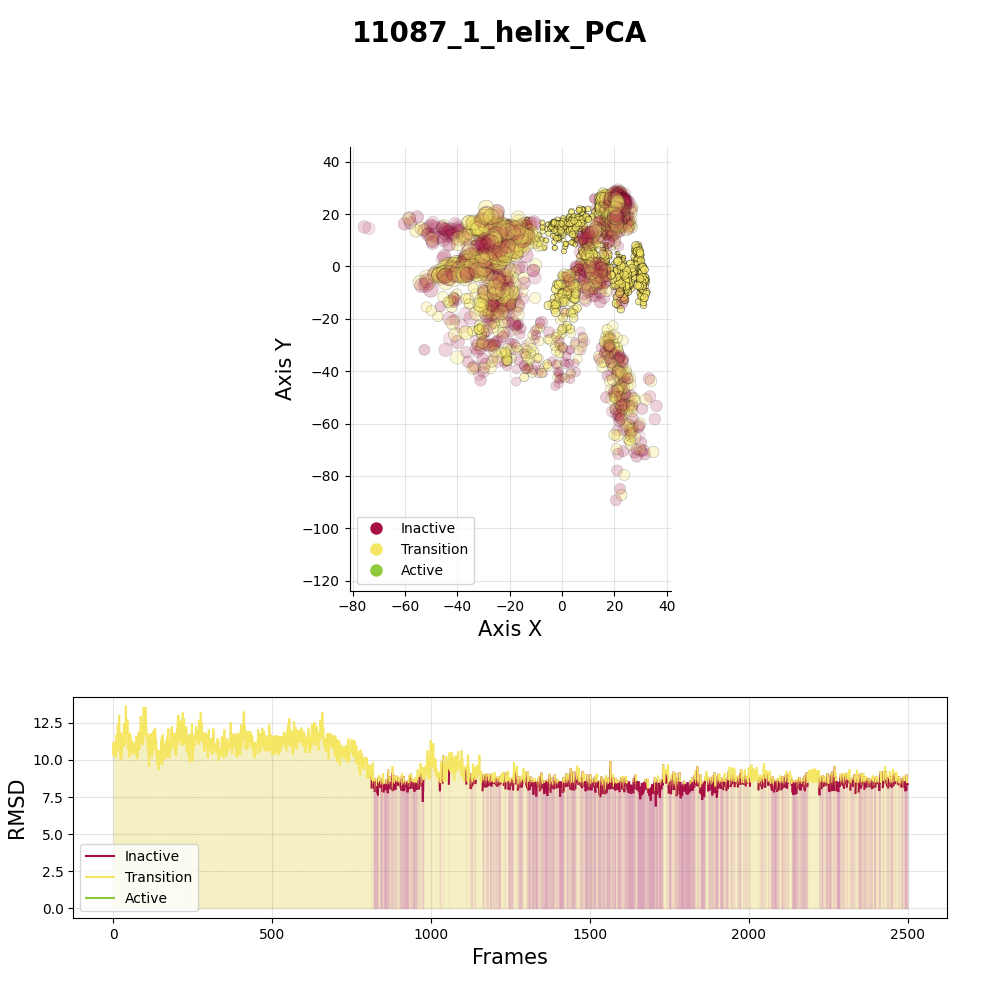 11087_1_helix_PCA
40
20
0
−20
−40
−60
−80
−100
−120
Axis Y
Inactive
Transition
Active
−80 −60 −40 −20 0 20 40
Axis X
12.5
10.0
7.5
5.0
2.5
0.0
RMSD
Inactive
Transition
Active
0 500 1000 1500 2000 2500
Frames